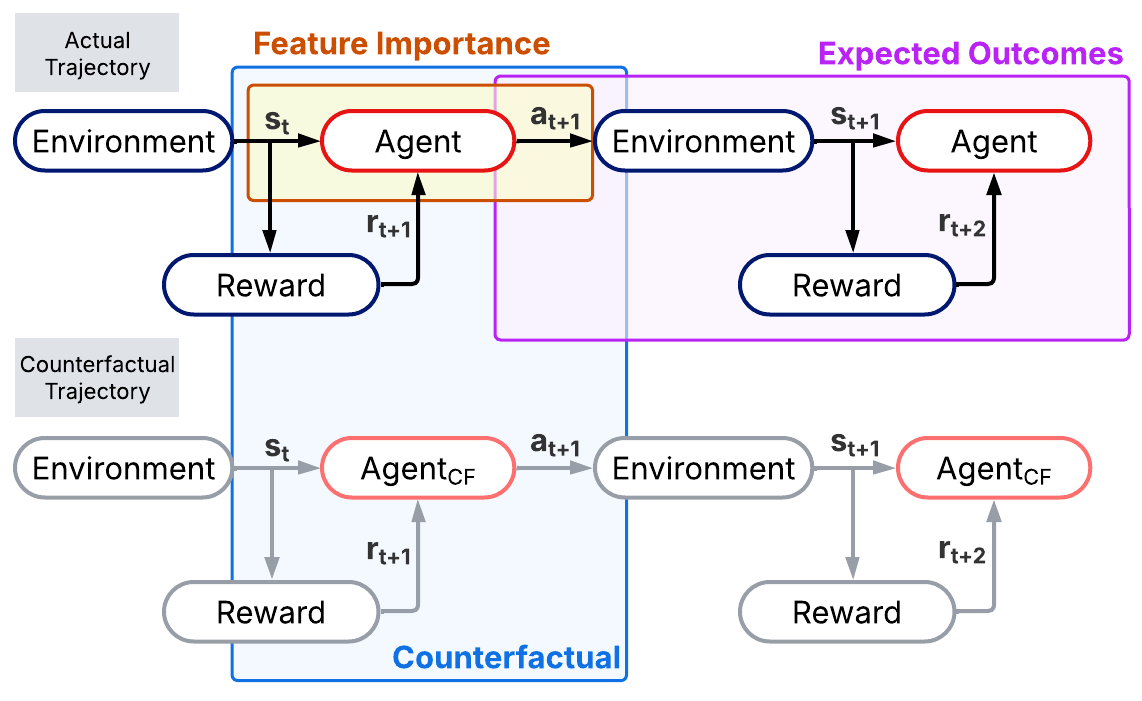 Actual
Trajectory
Feature Importance
Expected Outcomes
Environment
s_t
Agent
a_{t+1}
Environment
s_{t+1}
Agent
r_{t+1}
r_{t+2}
Reward
Reward
Counterfactual
Trajectory
Environment
s_t
Agent_{CF}
a_{t+1}
Environment
s_{t+1}
Agent_{CF}
r_{t+1}
r_{t+2}
Reward
Reward
Counterfactual